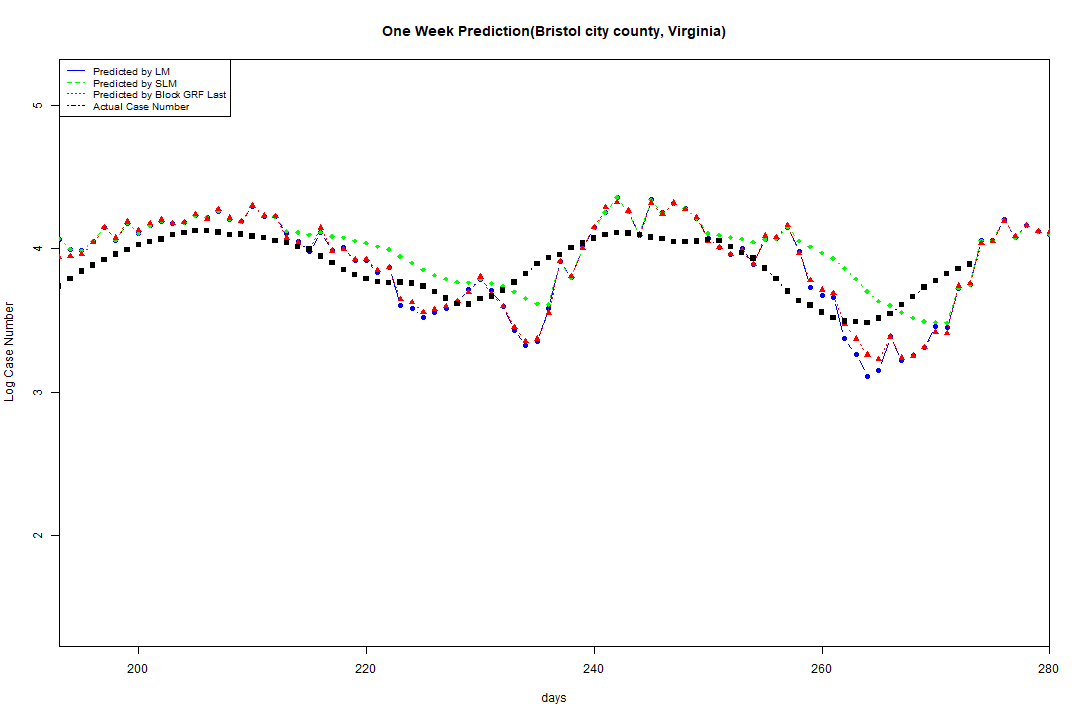 One Week Prediction(Bristol city county, Virginia)
Predicted by LM
Predicted by SLM
Predicted by Block GRF Last
Actual Case Number
5
4
3
2
Log Case Number
200 220 240 260 280
days